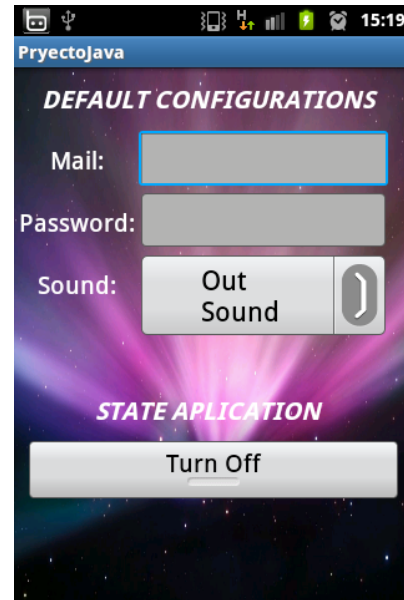 H
15:19
PryectoJava
DEFAULT CONFIGURATIONS
Mail:
Password:
Sound:
Out
Sound
STATE APLICATION
Turn Off